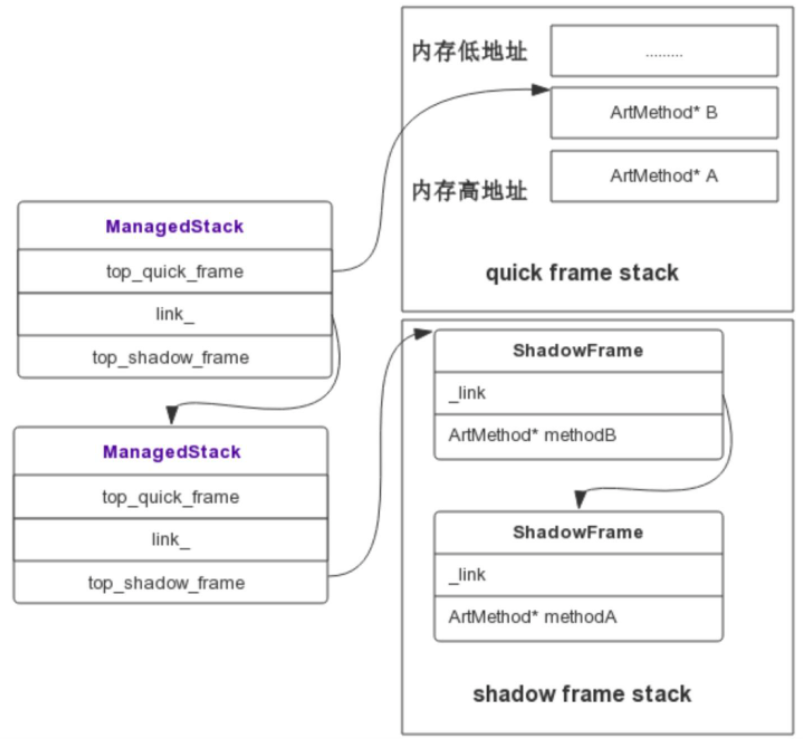 内存低地址
.........
ArtMethod* B
内存高地址
ArtMethod* A
quick frame stack
ManagedStack
top_quick_frame
link_
top_shadow_frame
ManagedStack
top_quick_frame
link_
top_shadow_frame
ShadowFrame
_link
ArtMethod* methodB
ShadowFrame
_link
ArtMethod* methodA
shadow frame stack